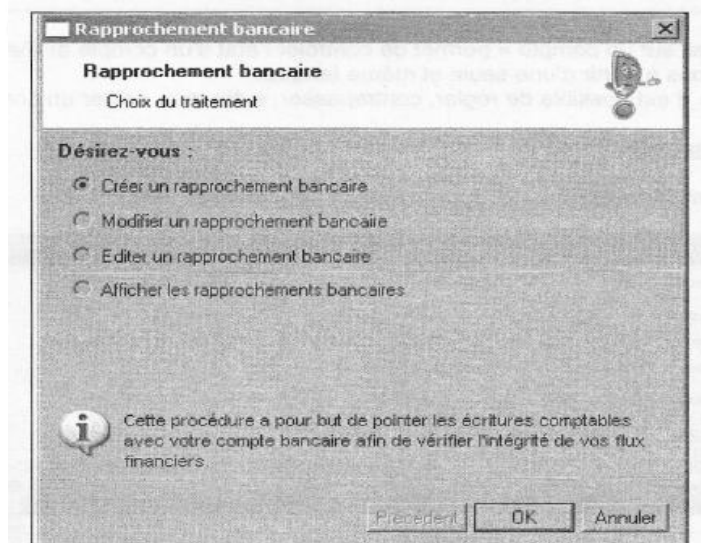 Rapprochement bancaire
Rapprochement bancaire
Choix du traitement
Désirez-vous :
Créer un rapprochement bancaire
Modifier un rapprochement bancaire
Editer un rapprochement bancaire
Afficher les rapprochements bancaires
Cette procédure a pour but de pointer les écritures comptables
avec votre compte bancaire afin de vérifier l'intégrité de vos flux
financiers
Précédent OK Annuler